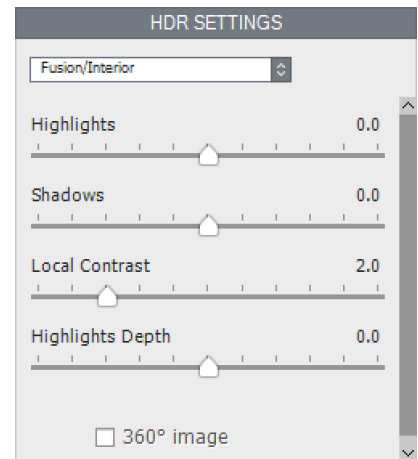 HDR SETTINGS
Fusion/Interior
Highlights 0.0
Shadows 0.0
Local Contrast 2.0
Highlights Depth 0.0
360° image